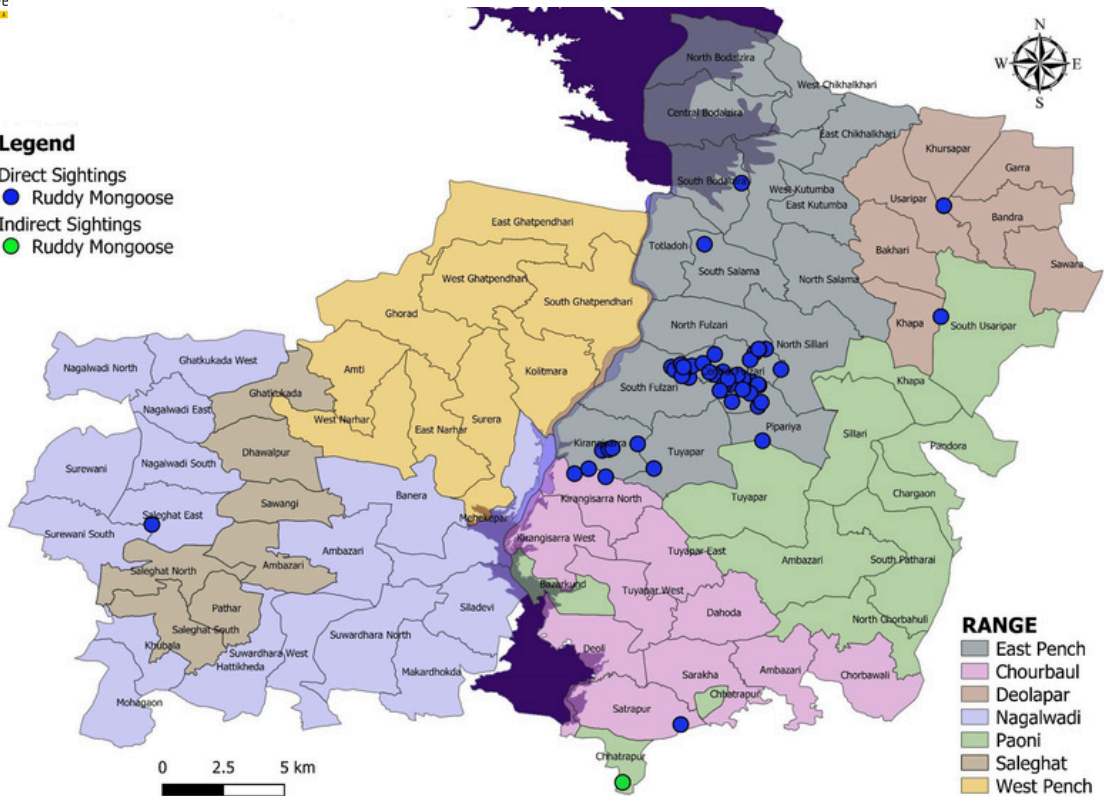 N
W E
S
Legend
Direct Sightings
Ruddy Mongoose
Indirect Sightings
Ruddy Mongoose
North Bodalzira
West Chikhalkhari
Central Bodalzira
East Chikhalkhari
Khursapar
Garra
South Bodalzira
West Kutumba
East Kutumba
Usaripar
Bandra
East Ghatpendhari
Totladoh
Bakhari
Sawara
South Salama
North Salama
West Ghatpendhari
South Ghatpendhari
Ghorad
North Fulzari
Khapa
South Usaripar
North Sillari
Nagalwadi North
Ghatkukada West
Amti
Kolitmara
South Fulzari
Khapa
Ghatkukada
Nagalwadi East
West Narhar
East Narhar
Surera
Pipariya
Sillari
Pandora
Kirangisarra
Tuyapar
Dhawalpur
Surewani
Nagalwadi South
Banera
Kirangisarra North
Tuyapar
Chargaon
Sawangi
Saleghat East
Mehekepar
Surewani South
Ambazari
Kirangisarra West
Tuyapar East
Ambazari
South Patharai
Saleghat North
Ambazari
Bazarkund
Tuyapar West
Pathar
Siladevi
Dahoda
North Chorbahuli
Saleghat South
Suwardhara North
Khubala
Suwardhara West
Hattikheda
Deoli
Makardhokda
Sarakha
Ambazari
Chorbawali
Mohagaon
Satrapur
Chhatrapur
Chhatrapur
RANGE
East Pench
Chourbaul
Deolapar
Nagalwadi
Paoni
Saleghat
West Pench
0 2.5 5 km